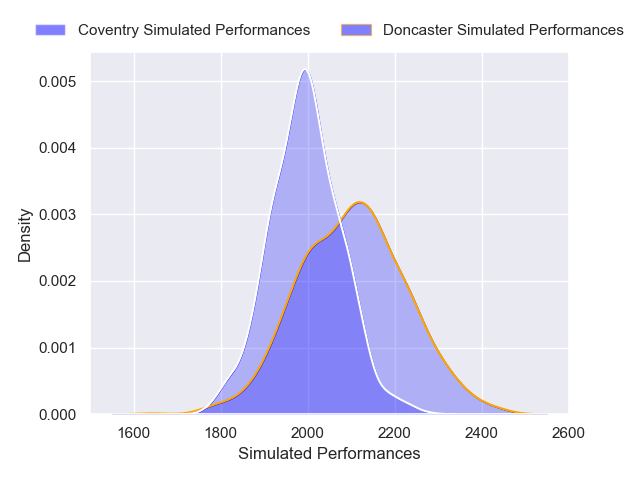 Coventry Simulated Performances
Doncaster Simulated Performances
0.005
0.004
0.003
0.002
0.001
0.000
Density
1600 1800 2000 2200 2400 2600
Simulated Performances